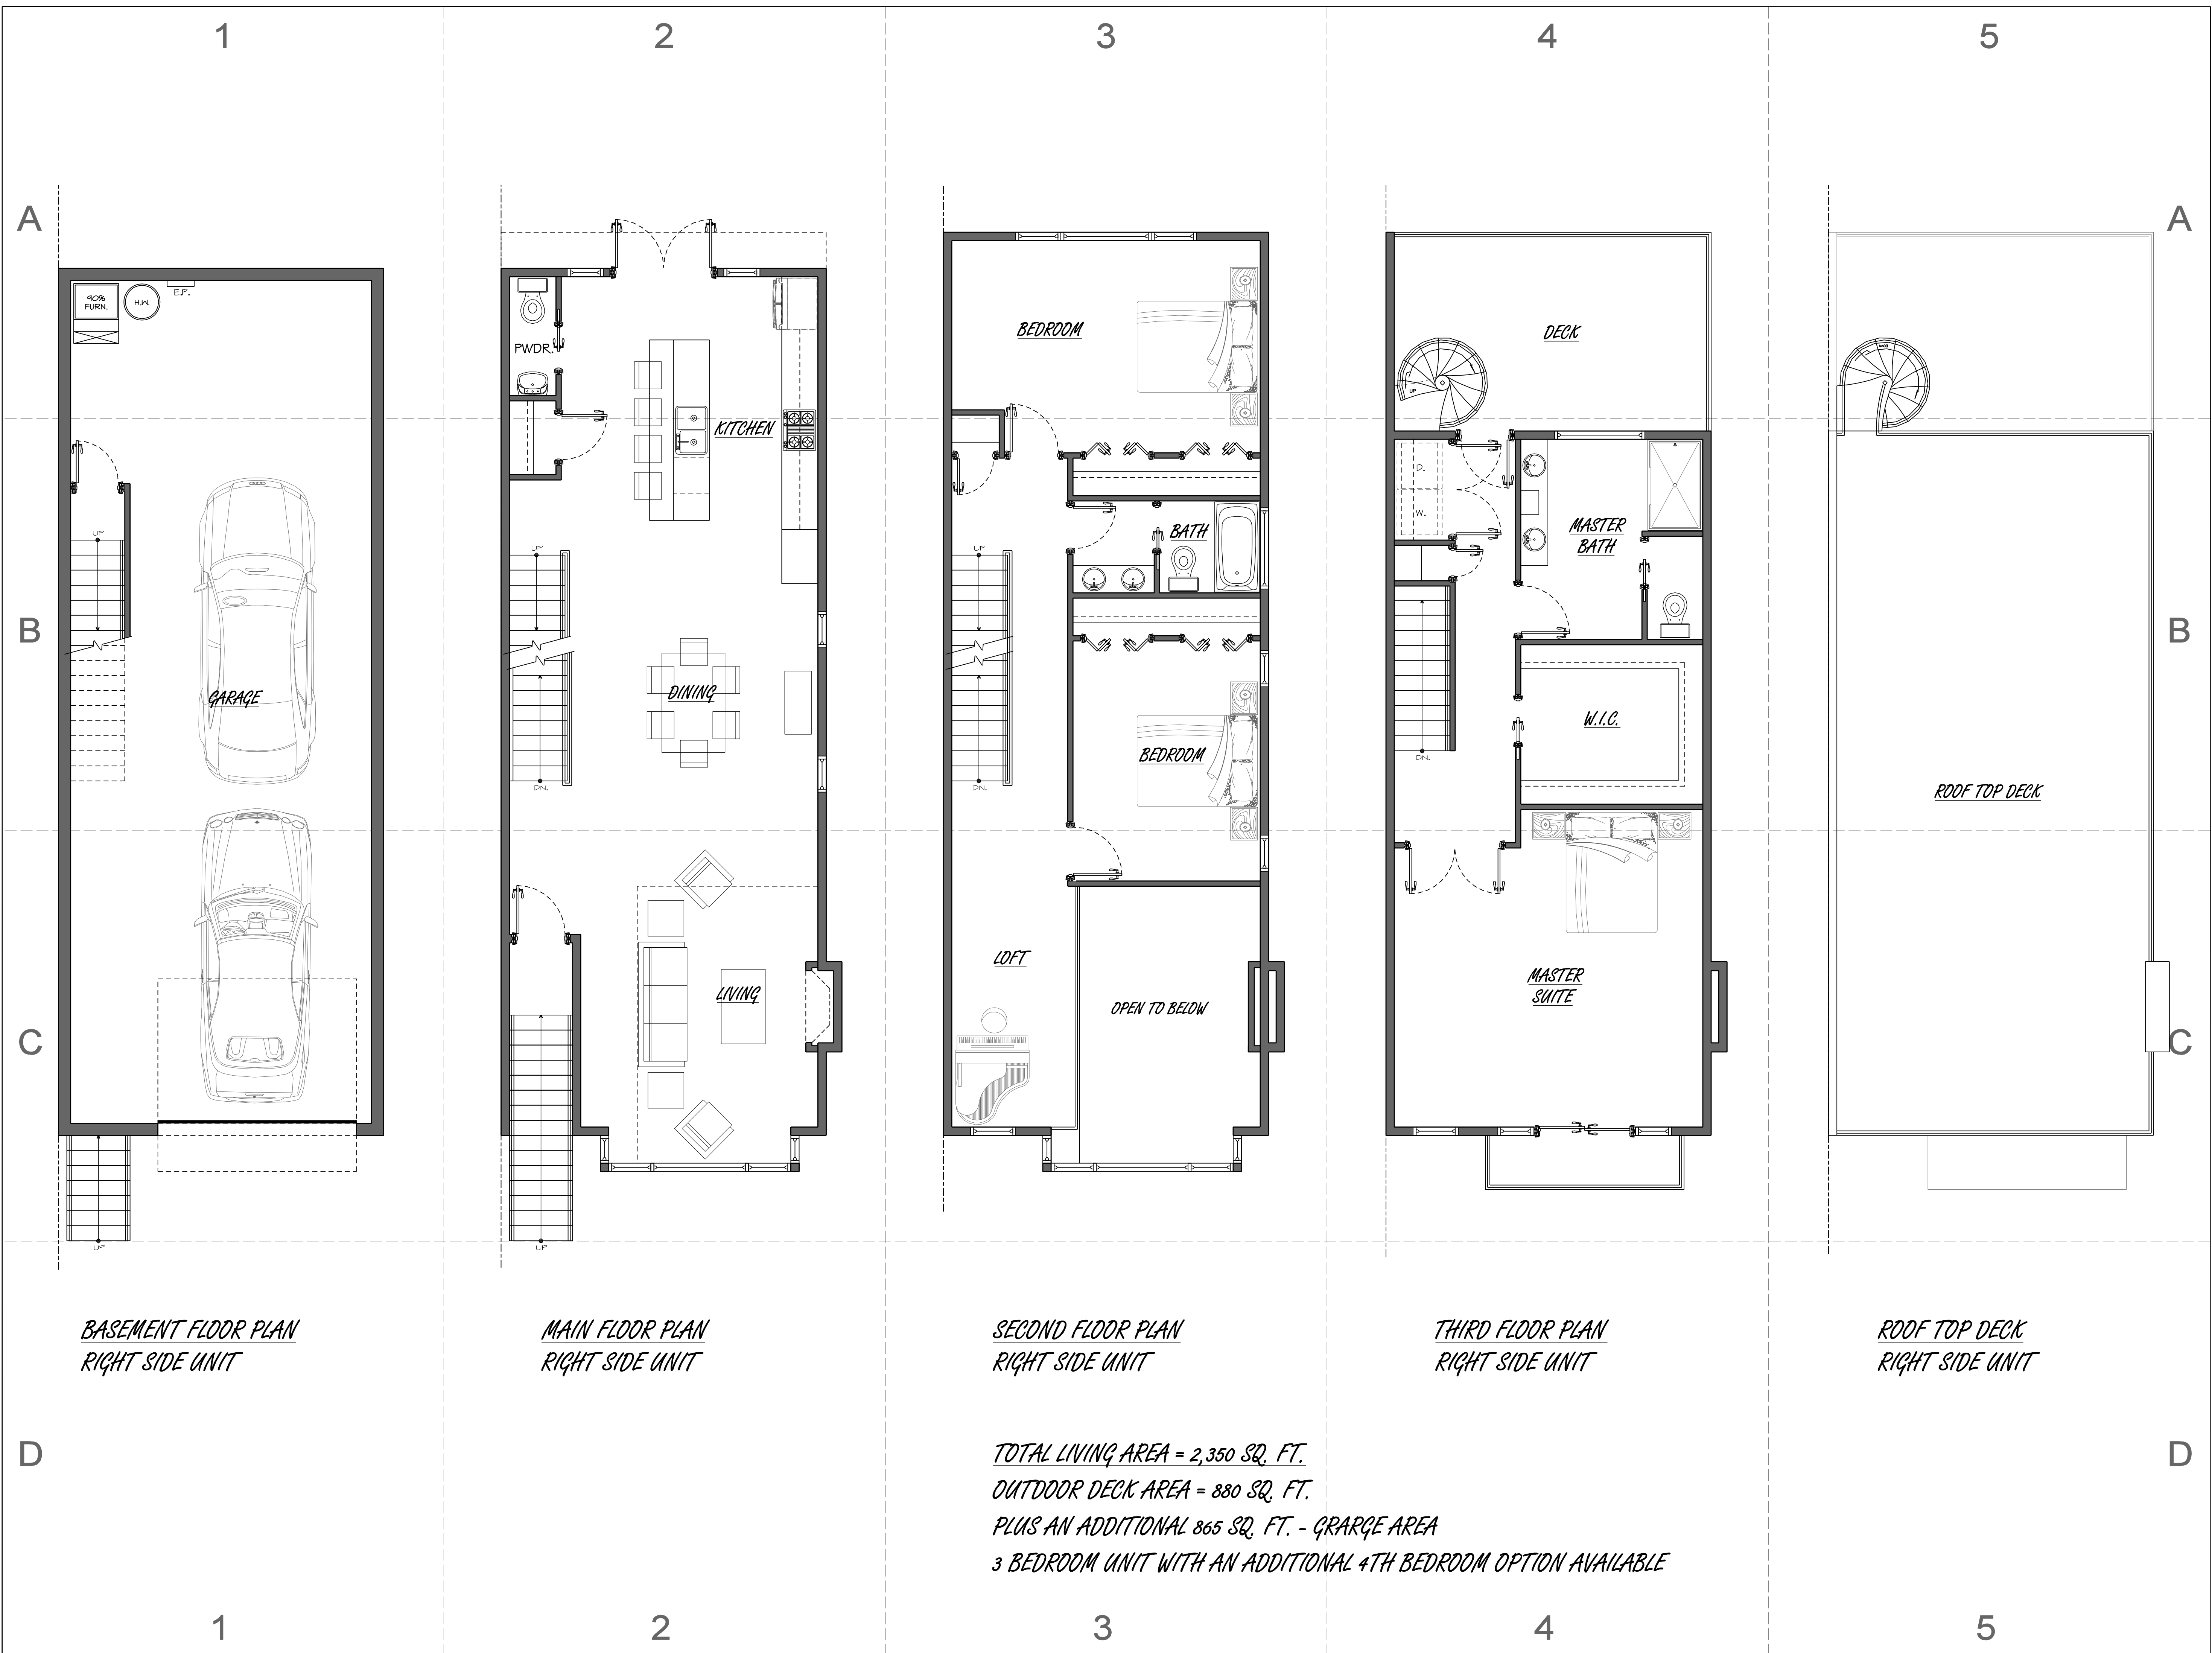 1
2
3
4
5
A
A
90%
FURN.
H.W.
E.P.
PWDR.
KITCHEN
BEDROOM
DECK
UP
DOWN
UP
UP
UP
BATH
D.
W.
MASTER
BATH
B
B
GARAGE
DINING
DN.
BEDROOM
DN.
W.I.C.
DN.
ROOF TOP DECK
LIVING
LOFT
OPEN TO BELOW
MASTER
SUITE
C
C
UP
UP
BASEMENT FLOOR PLAN
RIGHT SIDE UNIT
MAIN FLOOR PLAN
RIGHT SIDE UNIT
SECOND FLOOR PLAN
RIGHT SIDE UNIT
THIRD FLOOR PLAN
RIGHT SIDE UNIT
ROOF TOP DECK
RIGHT SIDE UNIT
D
D
TOTAL LIVING AREA = 2,350 SQ. FT.
OUTDOOR DECK AREA = 880 SQ. FT.
PLUS AN ADDITIONAL 865 SQ. FT. - GRARGE AREA
3 BEDROOM UNIT WITH AN ADDITIONAL 4TH BEDROOM OPTION AVAILABLE
1
2
3
4
5